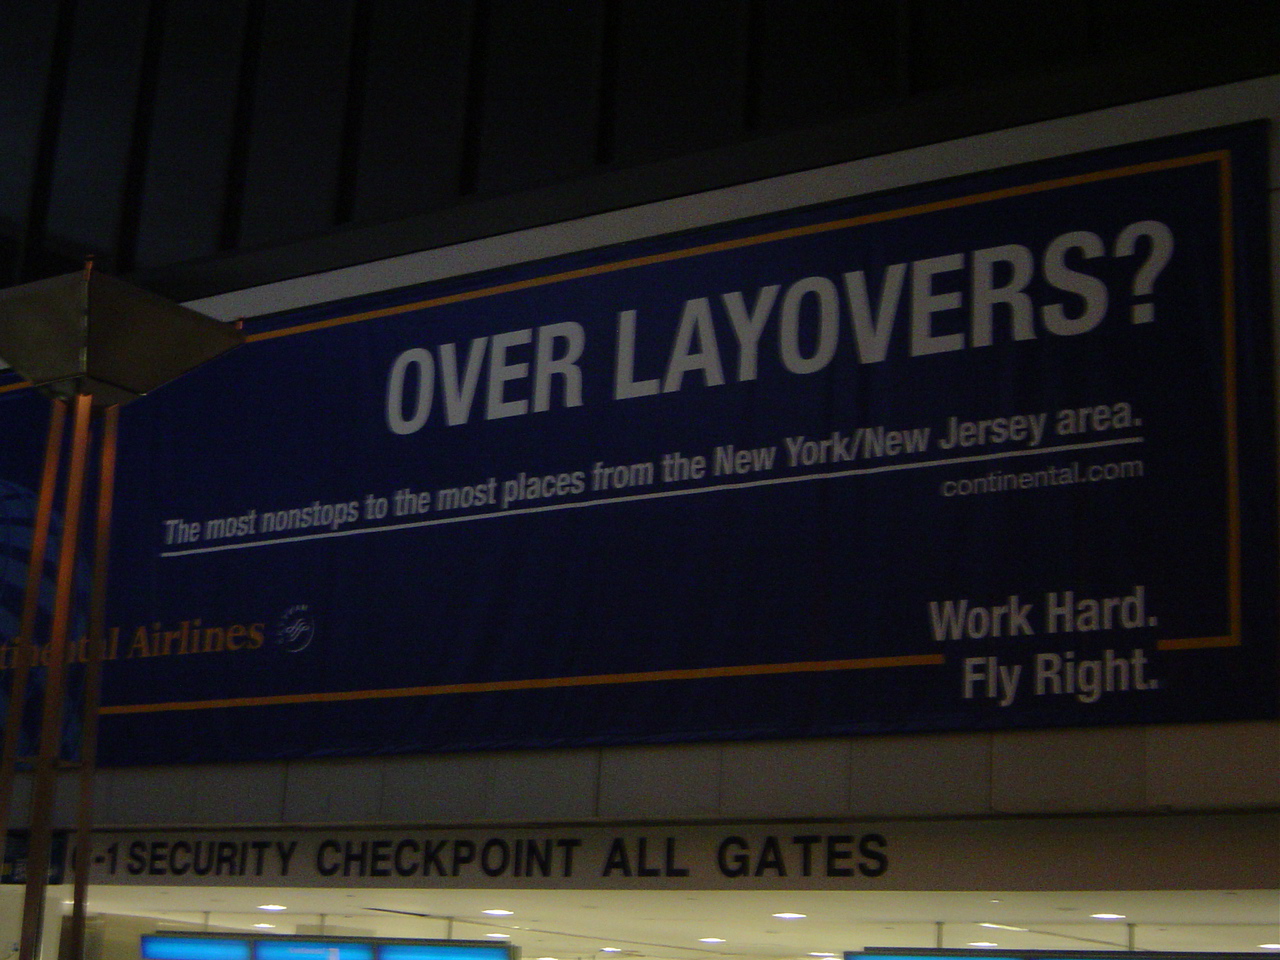 OVER LAYOVERS?
The most nonstops to the most places from the New York/New Jersey area.
continental.com
Airlines
Work Hard.
Fly Right.
-1 SECURITY CHECKPOINT ALL GATES